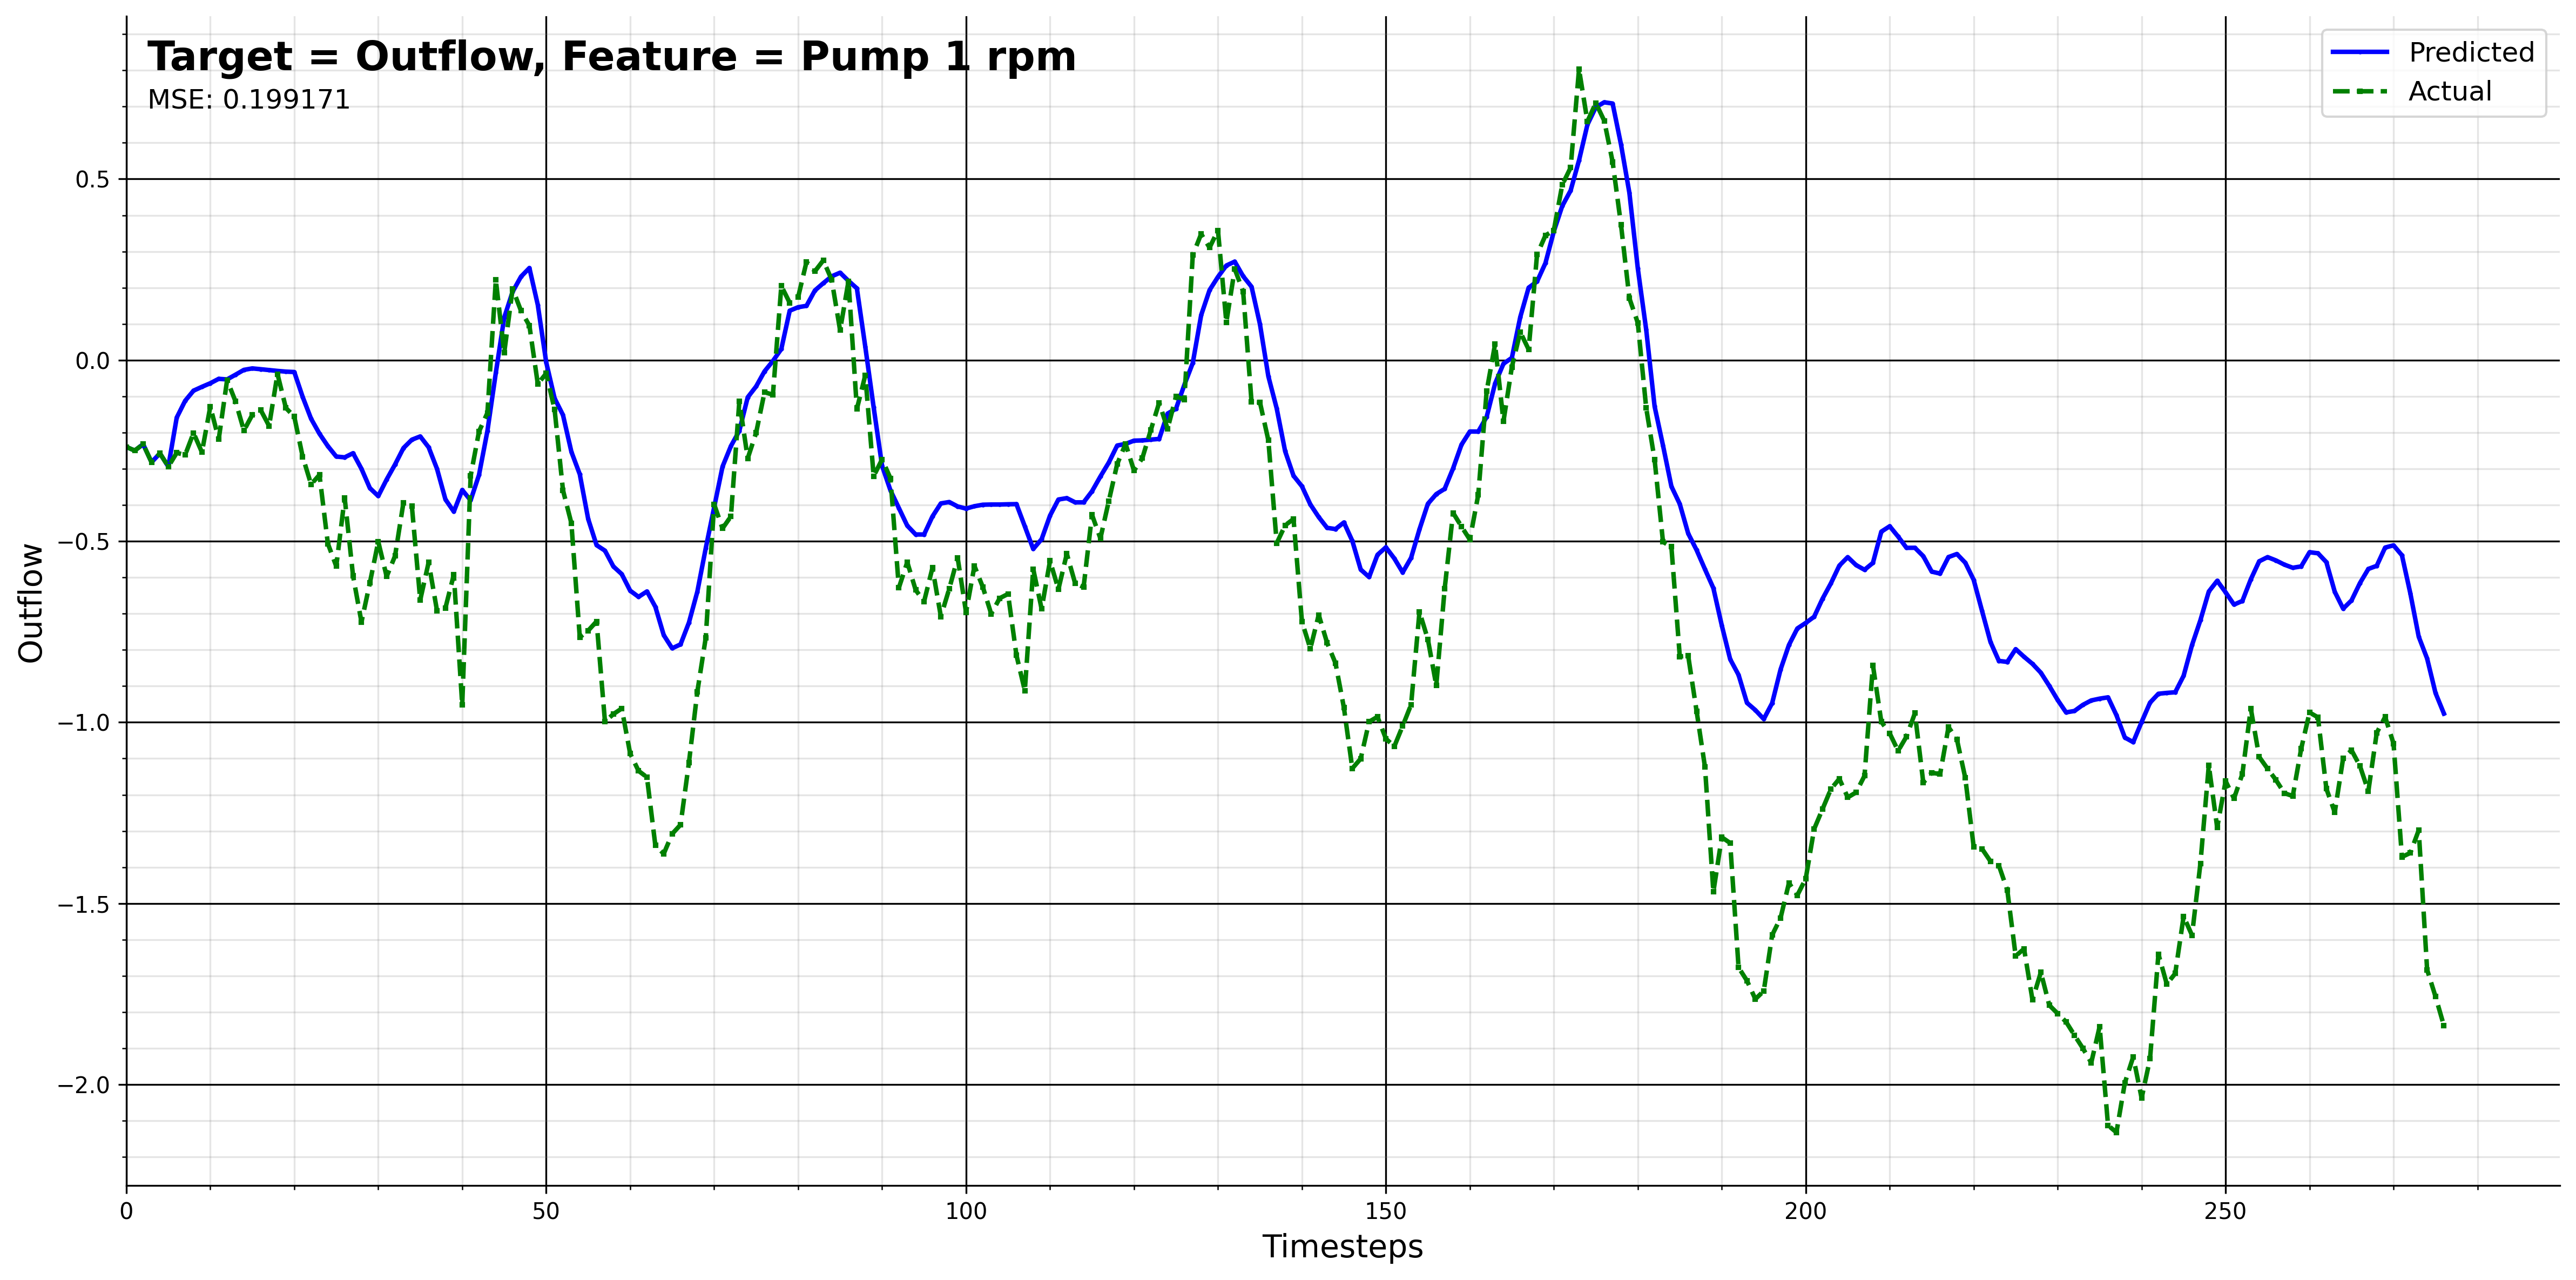 Target = Outflow, Feature = Pump 1 rpm
MSE: 0.199171
Predicted
Actual
0.5
0.0
−0.5
−1.0
−1.5
−2.0
Outflow
0 50 100 150 200 250
Timesteps